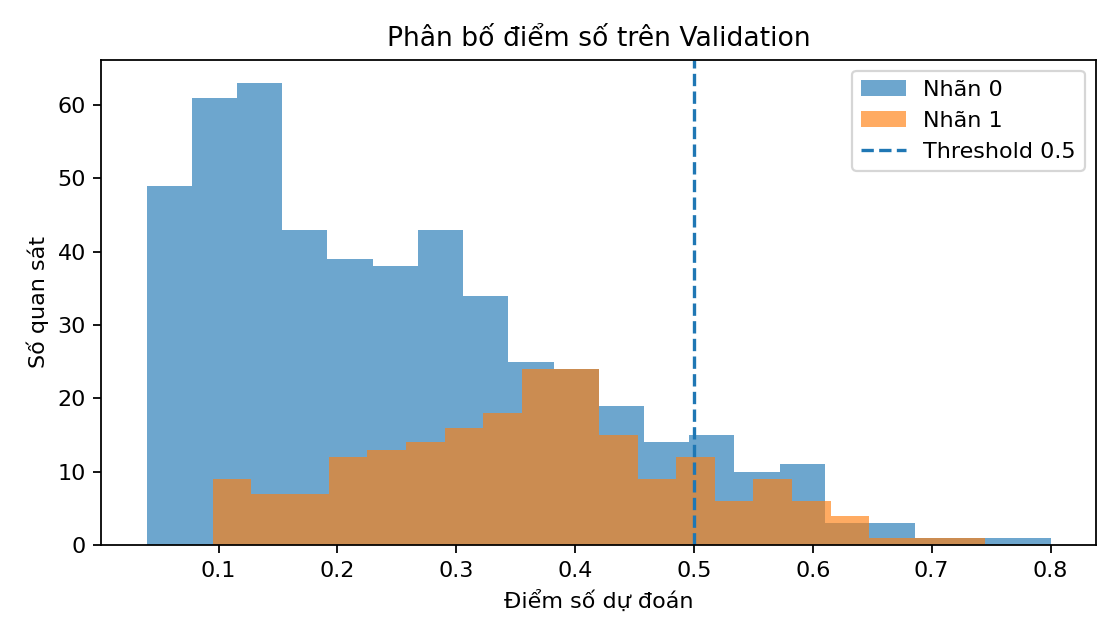 Phân bố điểm số trên Validation
Nhãn 0
Nhãn 1
Threshold 0.5
Số quan sát
60
50
40
30
20
10
0
0.1 0.2 0.3 0.4 0.5 0.6 0.7 0.8
Điểm số dự đoán